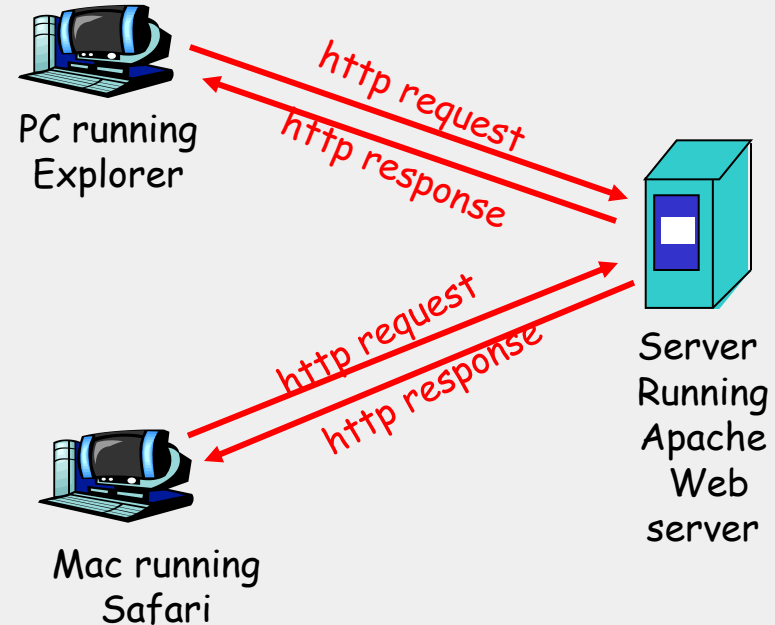 http request
http response
PC running
Explorer
http request
http response
Server
Running
Apache
Web
server
Mac running
Safari